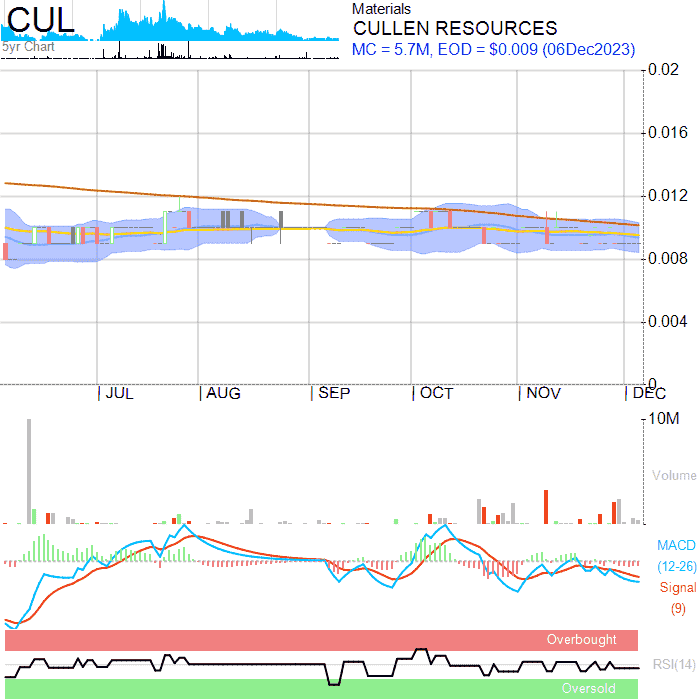 CUL
5yr Chart
Materials
CULLEN RESOURCES
MC = 5.7M, EOD = $0.009 (06Dec2023)
0.02
0.016
0.012
0.008
0.004
0
JUL AUG SEP OCT NOV DEC
10M
Volume
MACD
(12-26)
Signal
(9)
Overbought
RSI(14)
Oversold